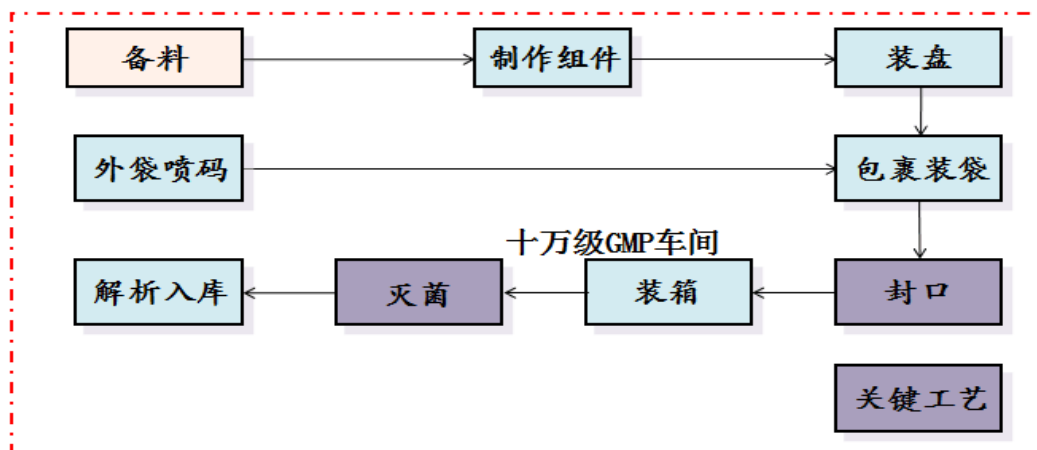 备料
制作组件
装盘
外袋喷码
包裹装袋
十万级GMP车间
解析入库
灭菌
装箱
封口
关键工艺